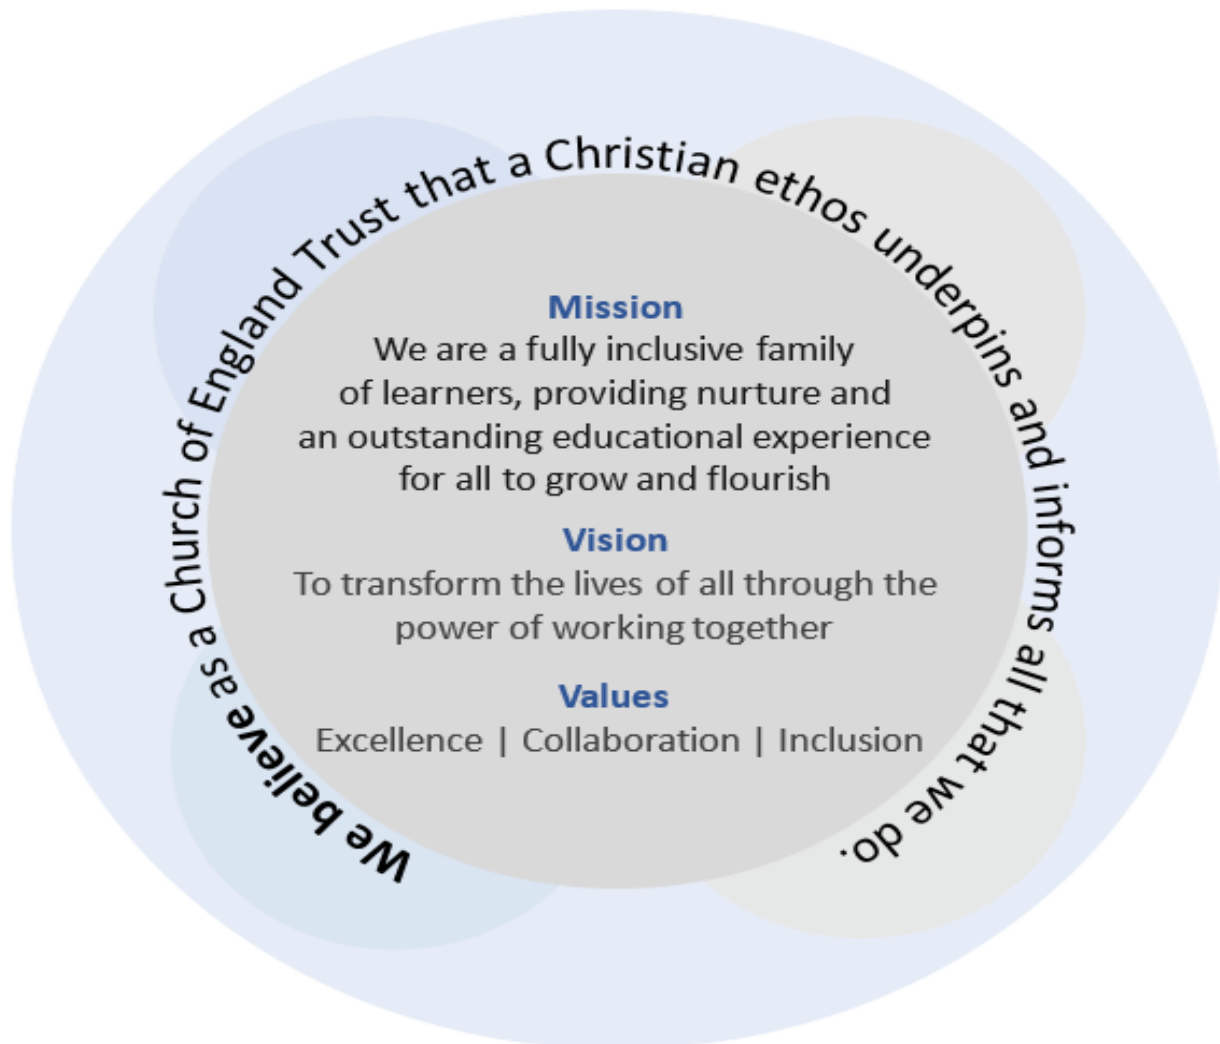 We believe as a Church of England Trust that a Christian ethos underpins and informs all that we do.
Mission
We are a fully inclusive family
of learners, providing nurture and
an outstanding educational experience
for all to grow and flourish
Vision
To transform the lives of all through the
power of working together
Values
Excellence | Collaboration | Inclusion